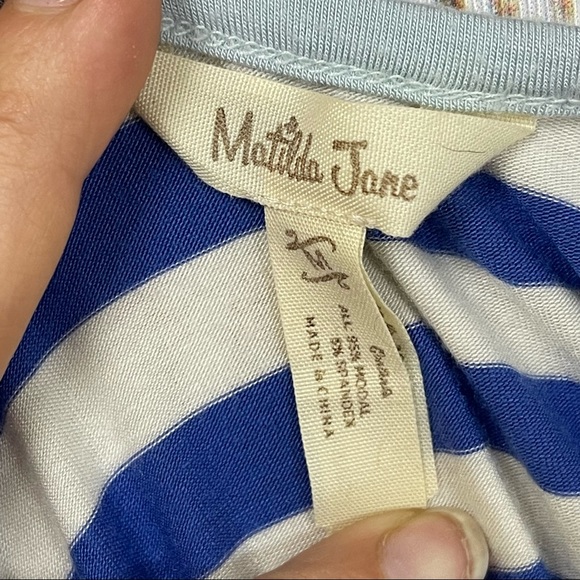 Matilda Jane
ALL 95% MODAL
5% SPANDEX
MADE IN CHINA